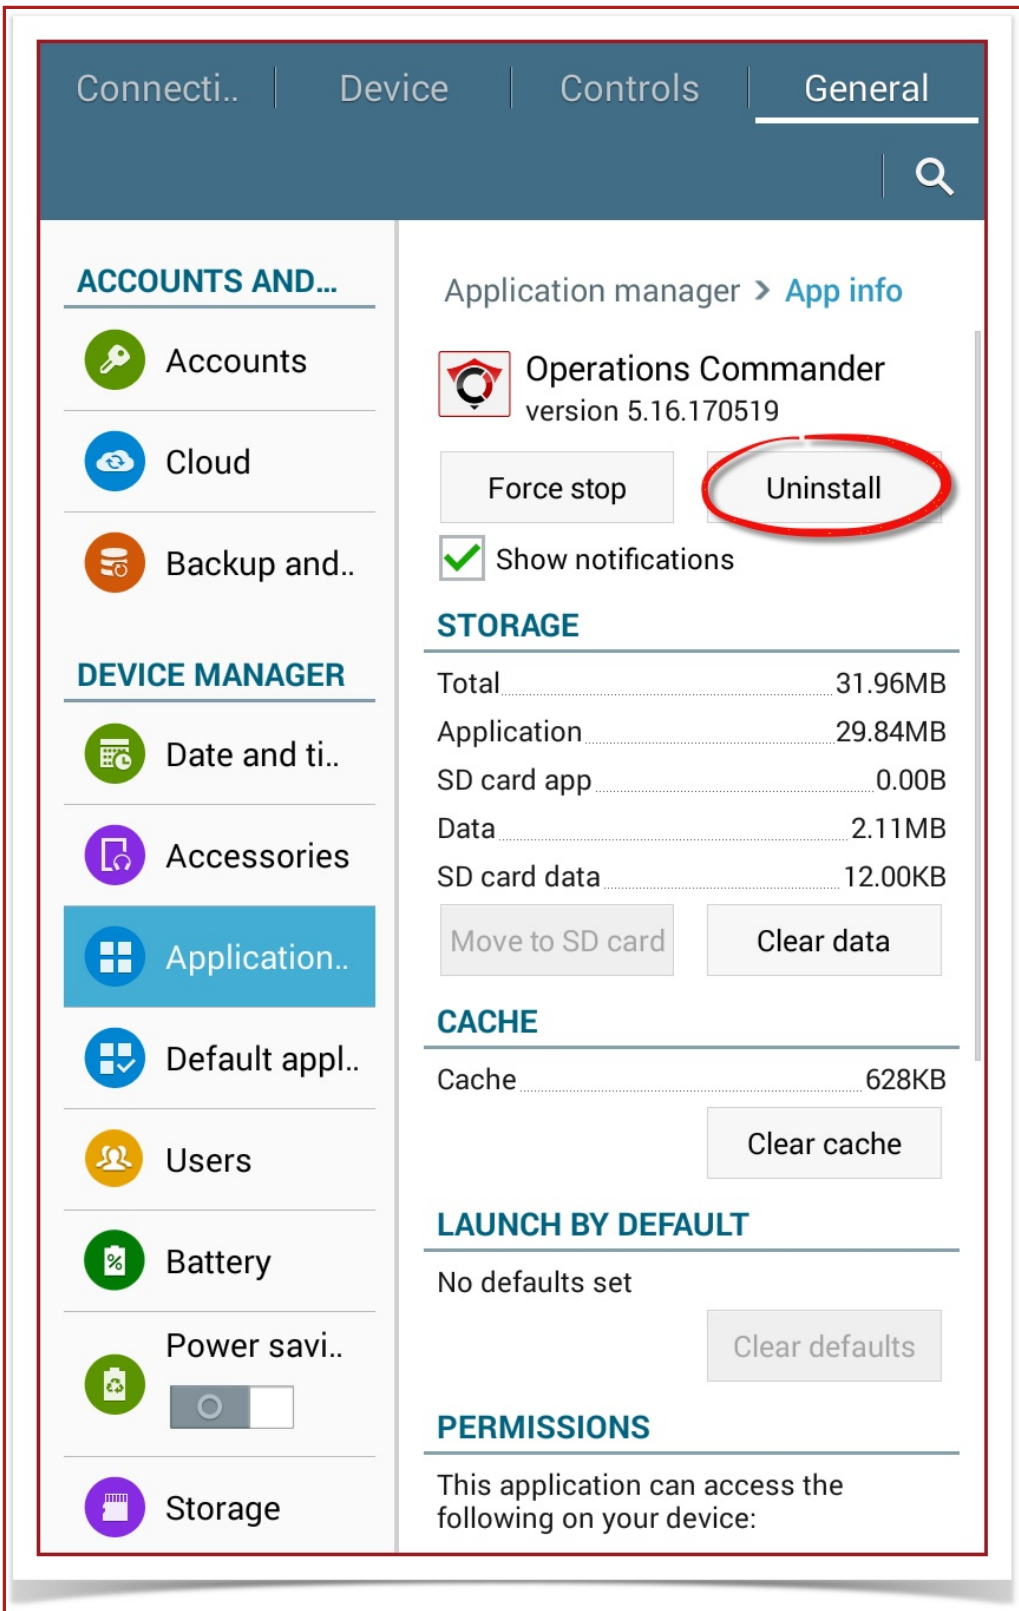 Connecti..
Device
Controls
General
ACCOUNTS AND...
Accounts
Cloud
Backup and..
DEVICE MANAGER
Date and ti..
Accessories
Application..
Default appl..
Users
Battery
Power savi..
Storage
Application manager > App info
Operations Commander
version 5.16.170519
Force stop
Uninstall
Show notifications
STORAGE
Total 31.96MB
Application 29.84MB
SD card app 0.00B
Data 2.11MB
SD card data 12.00KB
Move to SD card
Clear data
CACHE
Cache 628KB
Clear cache
LAUNCH BY DEFAULT
No defaults set
Clear defaults
PERMISSIONS
This application can access the
following on your device: